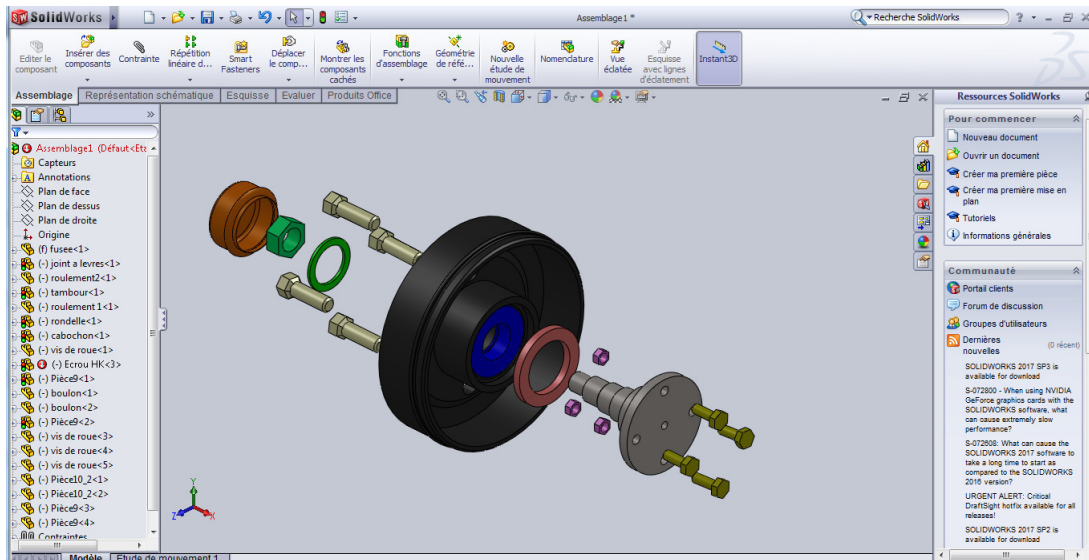 SolidWorks
Assemblage1 *
Recherche SolidWorks
Editer le composant
Insérer des composants
Contrainte
Répétition linéaire d...
Smart Fasteners
Déplacer le comp...
Montrer les composants cachés
Fonctions d'assemblage
Géométrie de réfé...
Nouvelle étude de mouvement
Nomenclature
Vue éclatée
Esquisse avec lignes d'éclatement
Instant3D
Assemblage
Représentation schématique
Esquisse
Evaluer
Produits Office
Assemblage1 (Défaut<Eta
Capteurs
Annotations
Plan de face
Plan de dessus
Plan de droite
Origine
(f) fusee<1>
(-) joint a levres<1>
(-) roulement2<1>
(-) tambour<1>
(-) roulement 1<1>
(-) rondelle<1>
(-) cabochon<1>
(-) vis de roue<1>
(-) Ecrou HK<3>
(-) Pièce9<1>
(-) boulon<1>
(-) boulon<2>
(-) Pièce9<2>
(-) vis de roue<3>
(-) vis de roue<4>
(-) vis de roue<5>
(-) Pièce10_2<1>
(-) Pièce10_2<2>
(-) Pièce9<3>
(-) Pièce9<4>
Contraintes
Modèle
Etude de mouvement 1
Y
Z
X
Ressources SolidWorks
Pour commencer
Nouveau document
Ouvrir un document
Créer ma première pièce
Créer ma première mise en
plan
Tutoriels
Informations générales
Communauté
Portail clients
Forum de discussion
Groupes d'utilisateurs
Dernières
nouvelles
(0 récent)
SOLIDWORKS 2017 SP3 is
available for download
S-072800 - When using NVIDIA
GeForce graphics cards with the
SOLIDWORKS software, what
can cause extremely slow
performance?
S-072608: What can cause the
SOLIDWORKS 2017 software to
take a long time to start as
compared to the SOLIDWORKS
2016 version?
URGENT ALERT: Critical
DraftSight hotfix available for all
releases!
SOLIDWORKS 2017 SP2 is
available for download